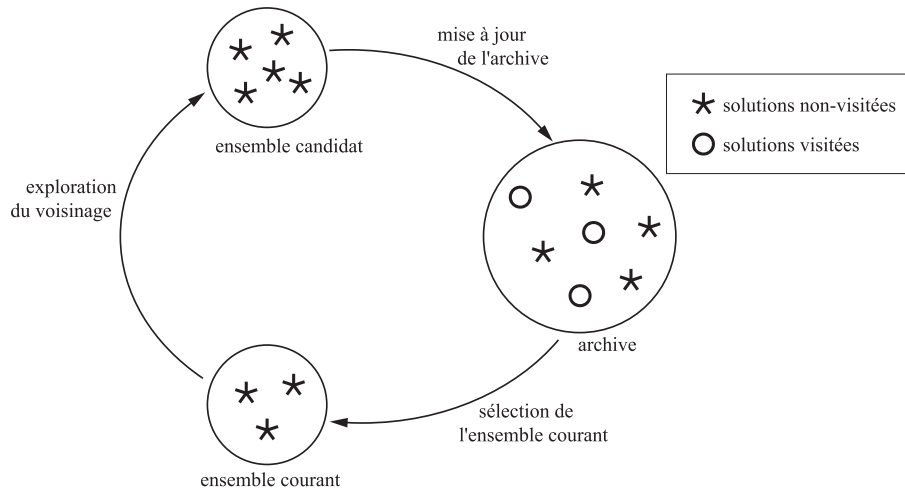 mise à jour
de l'archive
solutions non-visitées
solutions visitées
ensemble candidat
exploration
du voisinage
archive
sélection de
l'ensemble courant
ensemble courant